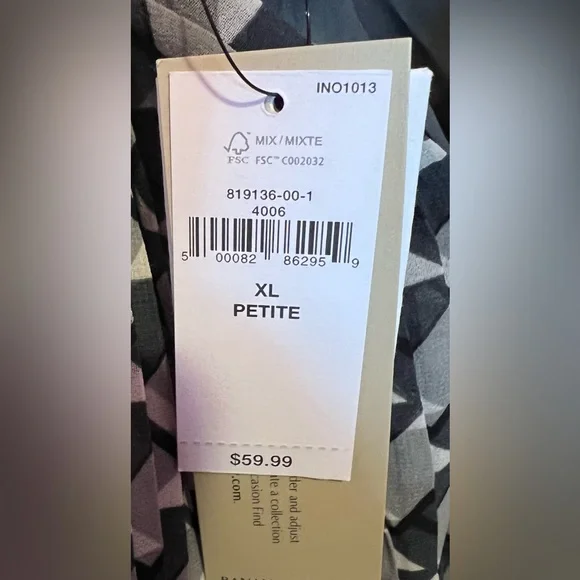 INO1013
MIX/MIXTE
FSC FSC™ C002032
819136-00-1
4006
5 00082 86295 9
XL
PETITE
$59.99
der and adjust
te a collection
casion Find
.com.